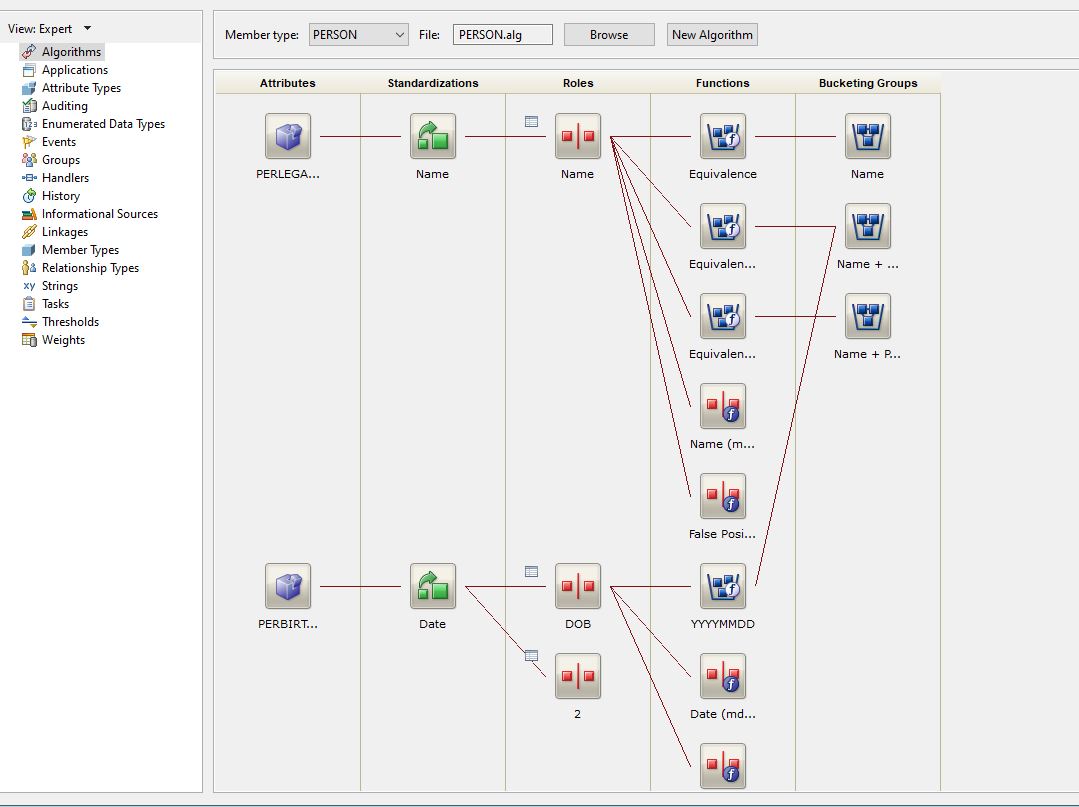 View: Expert
Algorithms
Applications
Attribute Types
Auditing
Enumerated Data Types
Events
Groups
Handlers
History
Informational Sources
Linkages
Member Types
Relationship Types
xy Strings
Tasks
Thresholds
Weights
Member type: PERSON File: PERSON.alg Browse New Algorithm
Attributes Standardizations Roles Functions Bucketing Groups
PERLEGA... Name Name Equivalence Name
Equivalen... Name + ...
Equivalen... Name + P...
Name (m...
False Posi...
PERBIRT... Date DOB YYYYMMDD
2 Date (md...